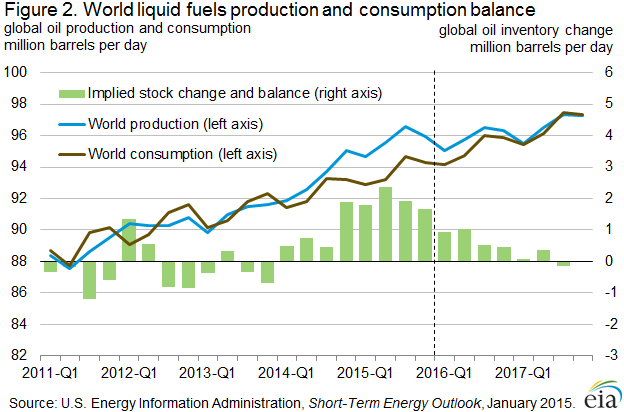 Figure 2. World liquid fuels production and consumption balance
global oil production and consumption
million barrels per day
global oil inventory change
million barrels per day
100
98
96
94
92
90
88
86
84
82
6
5
4
3
2
1
0
-1
-2
-3
Implied stock change and balance (right axis)
World production (left axis)
World consumption (left axis)
2011-Q1 2012-Q1 2013-Q1 2014-Q1 2015-Q1 2016-Q1 2017-Q1
Source: U.S. Energy Information Administration, Short-Term Energy Outlook, January 2015.
eia